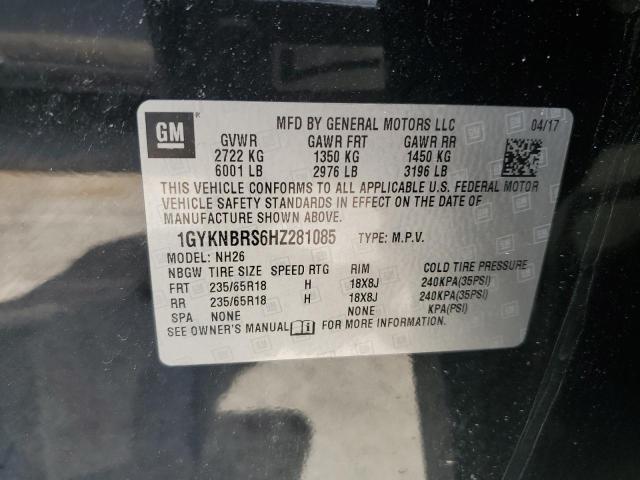 GM ®
MFD BY GENERAL MOTORS LLC 04/17
GVWR GAWR FRT GAWR RR
2722 KG 1350 KG 1450 KG
6001 LB 2976 LB 3196 LB
THIS VEHICLE CONFORMS TO ALL APPLICABLE U.S. FEDERAL MOTOR
VEHICLE SAFETY STANDARDS IN EFFECT ON THE DATE OF
MANUFACTURE SHOWN ABOVE.
1GYKNBRS6HZ281085 TYPE: M.P.V.
MODEL: NH26
NBGW TIRE SIZE SPEED RTG RIM COLD TIRE PRESSURE
FRT 235/65R18 H 18X8J 240KPA(35PSI)
RR 235/65R18 H 18X8J 240KPA(35PSI)
SPA NONE NONE KPA(PSI)
SEE OWNER'S MANUAL FOR MORE INFORMATION.